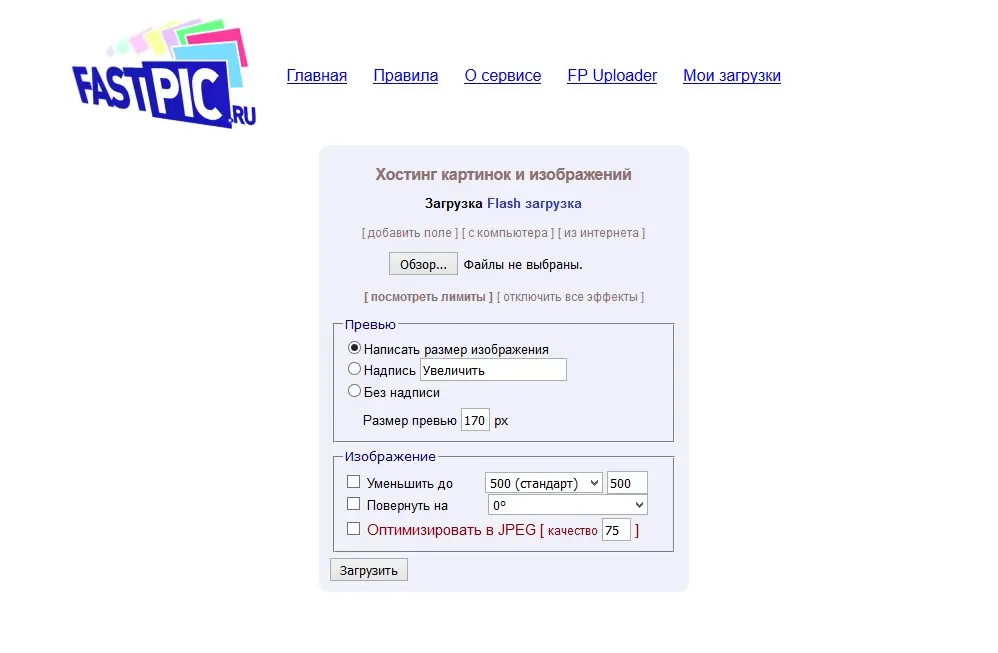 FASTPIC.RU
Главная Правила О сервисе FP Uploader Мои загрузки
Хостинг картинок и изображений
Загрузка Flash загрузка
[ добавить поле ] [ с компьютера ] [ из интернета ]
Обзор... Файлы не выбраны.
[ посмотреть лимиты ] [ отключить все эффекты ]
Превью
Написать размер изображения
Надпись Увеличить
Без надписи
Размер превью 170 px
Изображение
Уменьшить до 500 (стандарт) 500
Повернуть на 0º
Оптимизировать в JPEG [ качество 75 ]
Загрузить